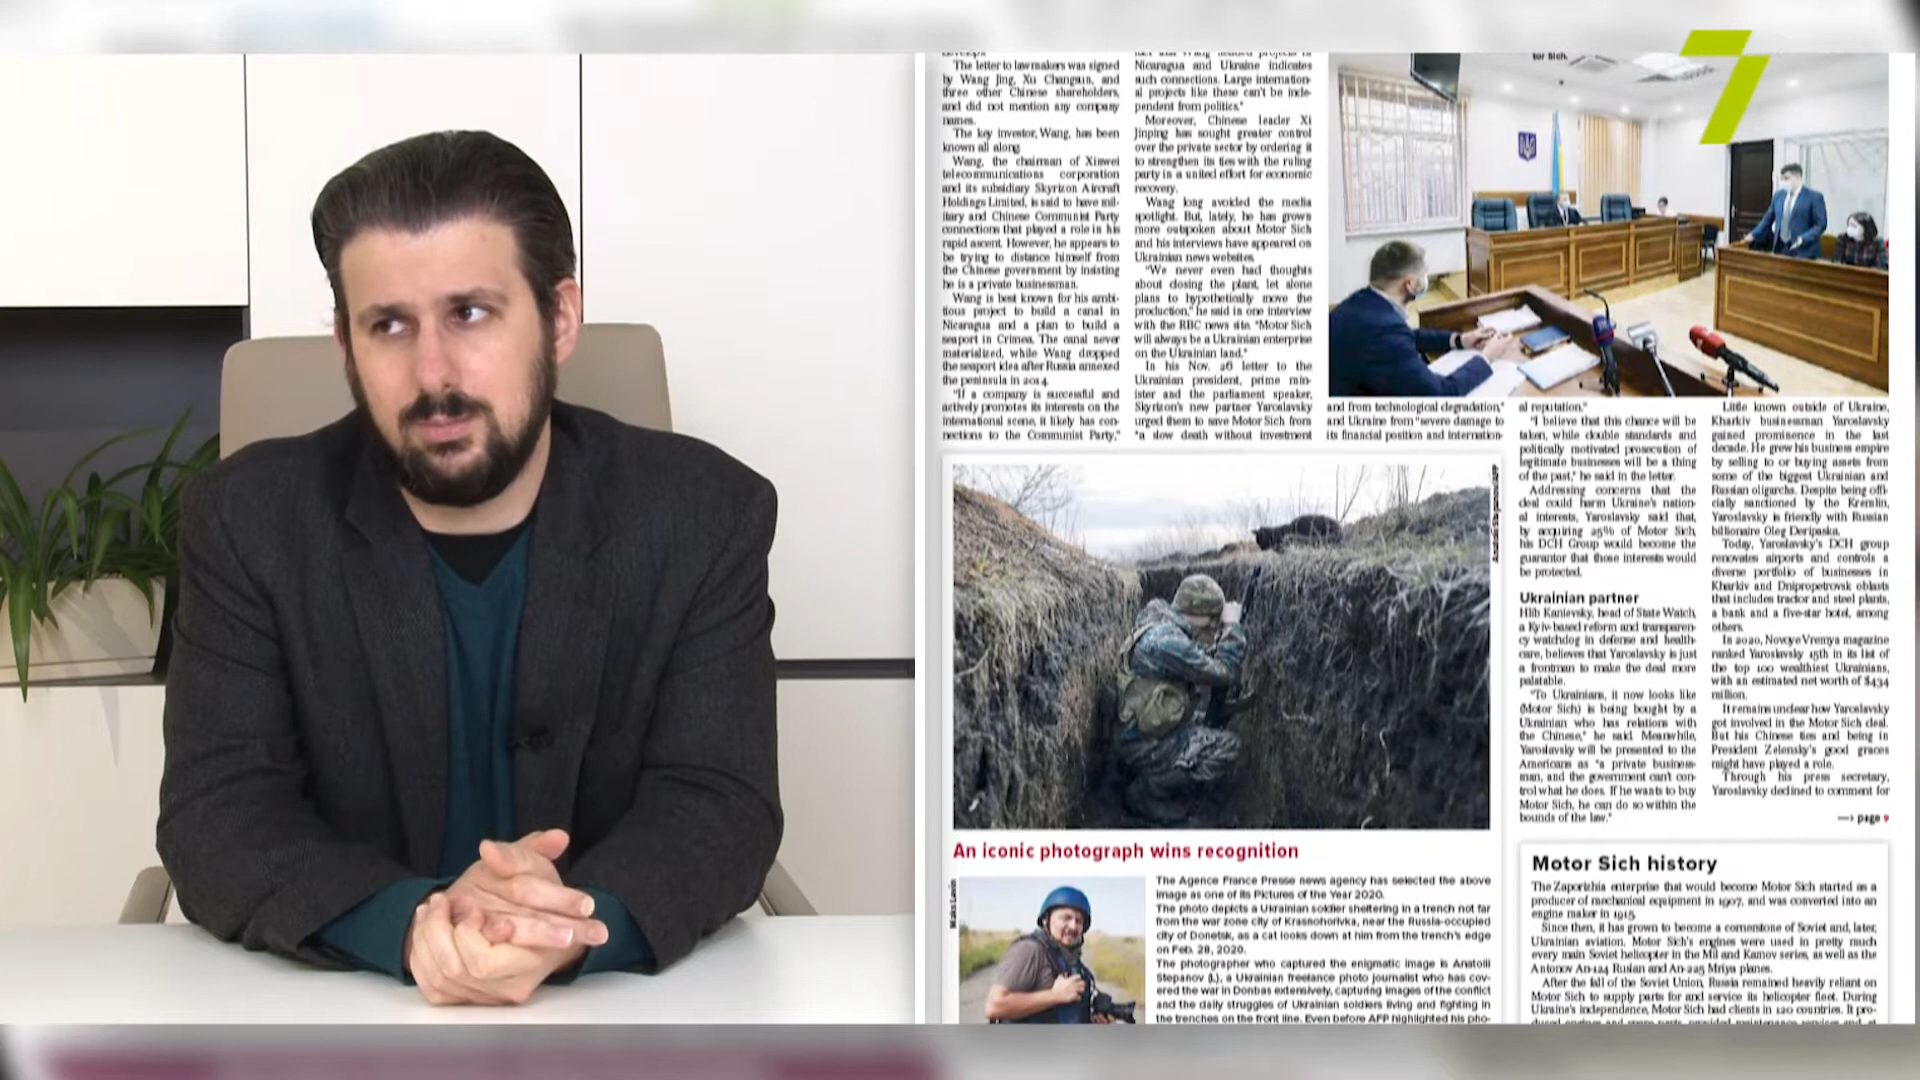 The letter to lawmakers was signed
by Wang Jing, Xu Changsun, and
three other Chinese shareholders,
and did not mention any company
names.
The key investor, Wang, has been
known all along.
Wang, the chairman of Xinwei
telecommunications corporation
and its subsidiary Skyrizon Aircraft
Holdings Limited, is said to have mil-
itary and Chinese Communist Party
connections that played a role in his
rapid ascent. However, he appears to
be trying to distance himself from
the Chinese government by insisting
he is a private businessman.
Wang is best known for his ambi-
tious project to build a canal in
Nicaragua and a plan to build a
seaport in Crimea. The canal never
materialized, while Wang dropped
the seaport idea after Russia annexed
the peninsula in 2014.
"If a company is successful and
actively promotes its interests on the
international scene, it likely has con-
nections to the Communist Party,"
Nicaragua and Ukraine indicates
such connections. Large internation-
al projects like these can't be inde-
pendent from politics."
Moreover, Chinese leader Xi
Jinping has sought greater control
over the private sector by ordering it
to strengthen its ties with the ruling
party in a united effort for economic
recovery.
Wang long avoided the media
spotlight. But, lately, he has grown
more outspoken about Motor Sich
and his interviews have appeared on
Ukrainian news websites.
"We never even had thoughts
about closing the plant, let alone
plans to hypothetically move the
production," he said in one interview
with the RBC news site. "Motor Sich
will always be a Ukrainian enterprise
on the Ukrainian land."
In his Nov. 26 letter to the
Ukrainian president, prime min-
ister and the parliament speaker,
Skyrizon's new partner Yaroslavsky
urged them to save Motor Sich from
"a slow death without investment
tor Sich.
7
and from technological degradation,"
and Ukraine from "severe damage to
its financial position and internation-
al reputation."
"I believe that this chance will be
taken, while double standards and
politically motivated prosecution of
legitimate businesses will be a thing
of the past," he said in the letter.
Addressing concerns that the
deal could harm Ukraine's nation-
al interests, Yaroslavsky said that,
by acquiring 25% of Motor Sich,
his DCH Group would become the
guarantor that those interests would
be protected.
Ukrainian partner
Hlib Kanievsky, head of State Watch,
a Kyiv-based reform and transparen-
cy watchdog in defense and health-
care, believes that Yaroslavsky is just
a frontman to make the deal more
palatable.
"To Ukrainians, it now looks like
(Motor Sich) is being bought by a
Ukrainian who has relations with
the Chinese," he said. Meanwhile,
Yaroslavsky will be presented to the
Americans as "a private business-
man, and the government can't con-
trol what he does. If he wants to buy
Motor Sich, he can do so within the
bounds of the law."
Little known outside of Ukraine,
Kharkiv businessman Yaroslavsky
gained prominence in the last
decade. He grew his business empire
by selling to or buying assets from
some of the biggest Ukrainian and
Russian oligarchs. Despite being offi-
cially sanctioned by the Kremlin,
Yaroslavsky is friendly with Russian
billionaire Oleg Deripaska.
Today, Yaroslavsky's DCH group
renovates airports and controls a
diverse portfolio of businesses in
Kharkiv and Dnipropetrovsk oblasts
that includes tractor and steel plants,
a bank and a five-star hotel, among
others.
In 2020, Novoye Vremya magazine
ranked Yaroslavsky 15th in its list of
the top 100 wealthiest Ukrainians,
with an estimated net worth of $434
million.
It remains unclear how Yaroslavsky
got involved in the Motor Sich deal.
But his Chinese ties and being in
President Zelensky's good graces
might have played a role.
Through his press secretary,
Yaroslavsky declined to comment for
page 9
Anatolii Stepanov/AFP
An iconic photograph wins recognition
The Agence France Presse news agency has selected the above
image as one of its Pictures of the Year 2020.
The photo depicts a Ukrainian soldier sheltering in a trench not far
from the war zone city of Krasnohorivka, near the Russia-occupied
city of Donetsk, as a cat looks down at him from the trench's edge
on Feb. 28, 2020.
The photographer who captured the enigmatic image is Anatolii
Stepanov (L), a Ukrainian freelance photo journalist who has cov-
ered the war in Donbas extensively, capturing images of the conflict
and the daily struggles of Ukrainian soldiers living and fighting in
the trenches on the front line. Even before AFP highlighted his pho-
Maks Levin
Motor Sich history
The Zaporizhia enterprise that would become Motor Sich started as a
producer of mechanical equipment in 1907, and was converted into an
engine maker in 1915.
Since then, it has grown to become a cornerstone of Soviet and, later,
Ukrainian aviation. Motor Sich's engines were used in pretty much
every main Soviet helicopter in the Mil and Kamov series, as well as the
Antonov An-124 Ruslan and An-225 Mriya planes.
After the fall of the Soviet Union, Russia remained heavily reliant on
Motor Sich to supply parts for and service its helicopter fleet. During
Ukraine's independence, Motor Sich had clients in 120 countries. It pro-